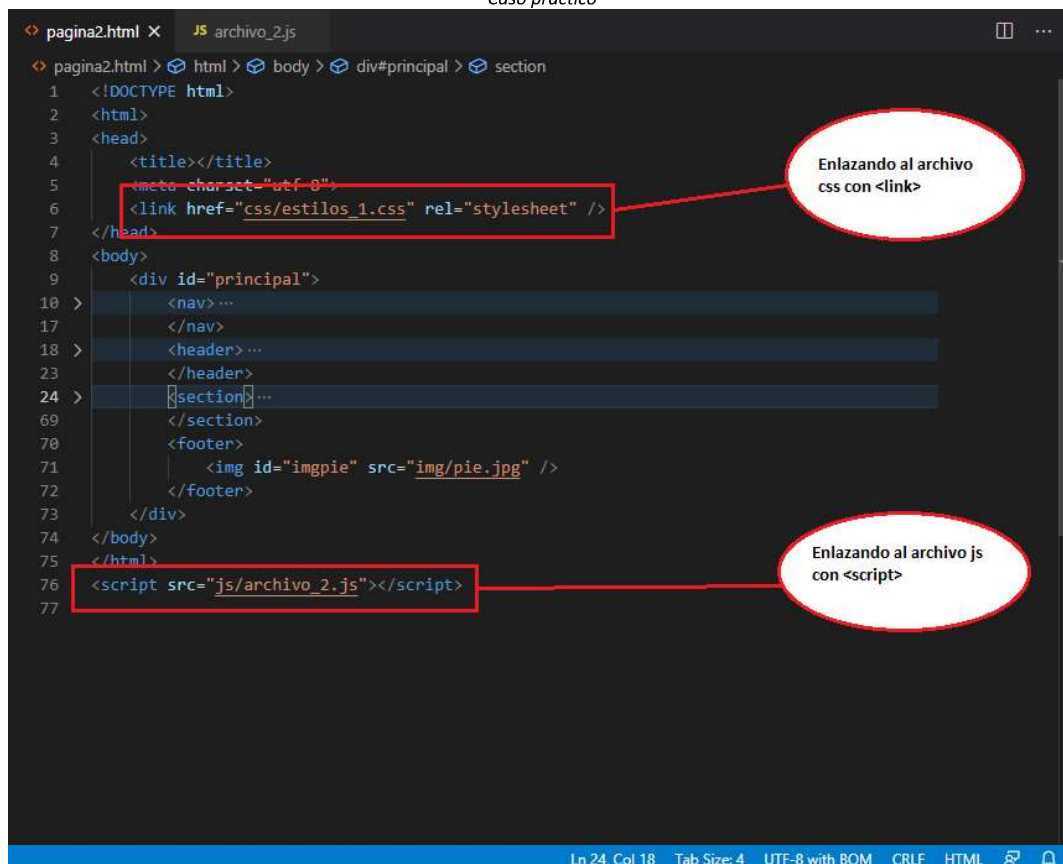 Caso práctico
pagina2.html X JS archivo_2.js ...
pagina2.html > html > body > div#principal > section
1 <!DOCTYPE html>
2 <html>
3 <head>
4 <title></title>
5 <meta charset="utf-8">
6 <link href="css/estilos_1.css" rel="stylesheet" />
7 </head>
8 <body>
9 <div id="principal">
10 > <nav>...
17 </nav>
18 > <header>...
23 </header>
24 > <section>...
69 </section>
70 <footer>
71 <img id="imgpie" src="img/pie.jpg" />
72 </footer>
73 </div>
74 </body>
75 </html>
76 <script src="js/archivo_2.js"></script>
77
Enlazando al archivo
css con <link>
Enlazando al archivo js
con <script>
Ln 24, Col 18 Tab Size: 4 UTF-8 with BOM CRLF HTML